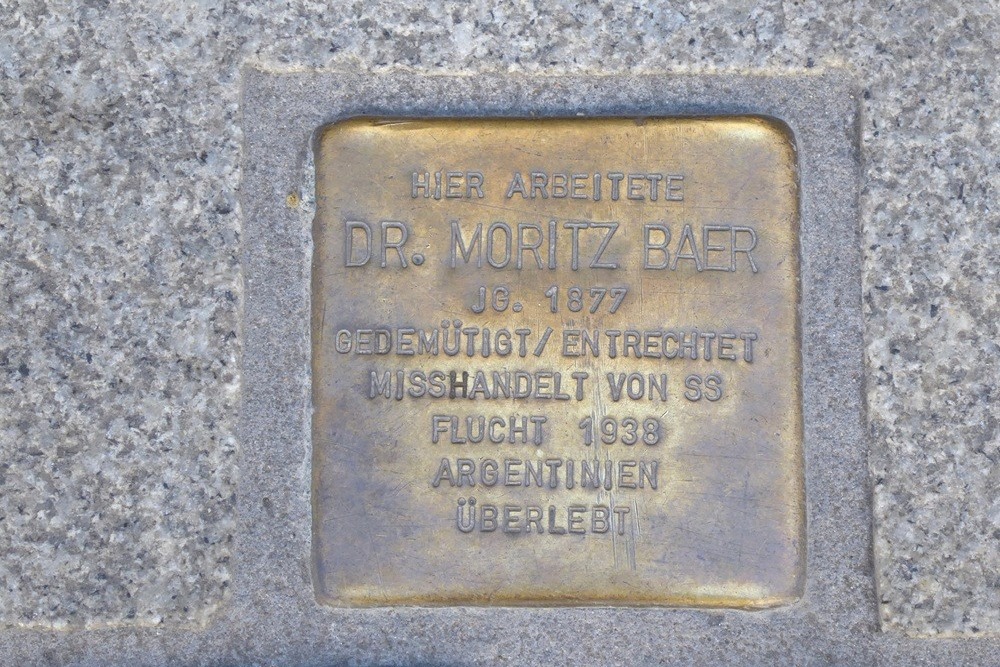 HIER ARBEITETE
DR. MORITZ BAER
JG. 1877
GEDEMÜTIGT/ENTRECHTET
MISSHANDELT VON SS
FLUCHT 1938
ARGENTINIEN
ÜBERLEBT